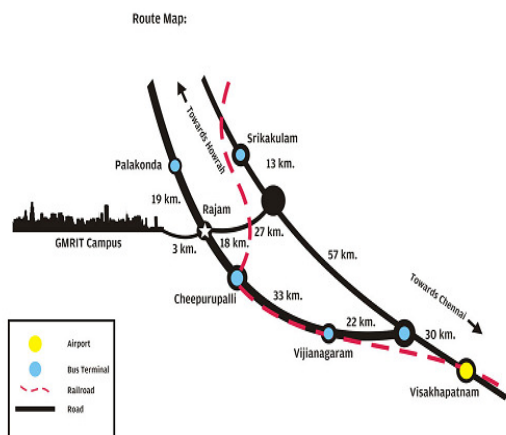 Route Map:
Towards Howrah
Srikakulam
13 km.
Palakonda
19 km.
Rajam
GMRIT Campus
3 km.
18 km.
27 km.
57 km.
Cheepurupalli
33 km.
Towards Chennai
22 km.
30 km.
Vijianagaram
Visakhapatnam
Airport
Bus Terminal
Railroad
Road